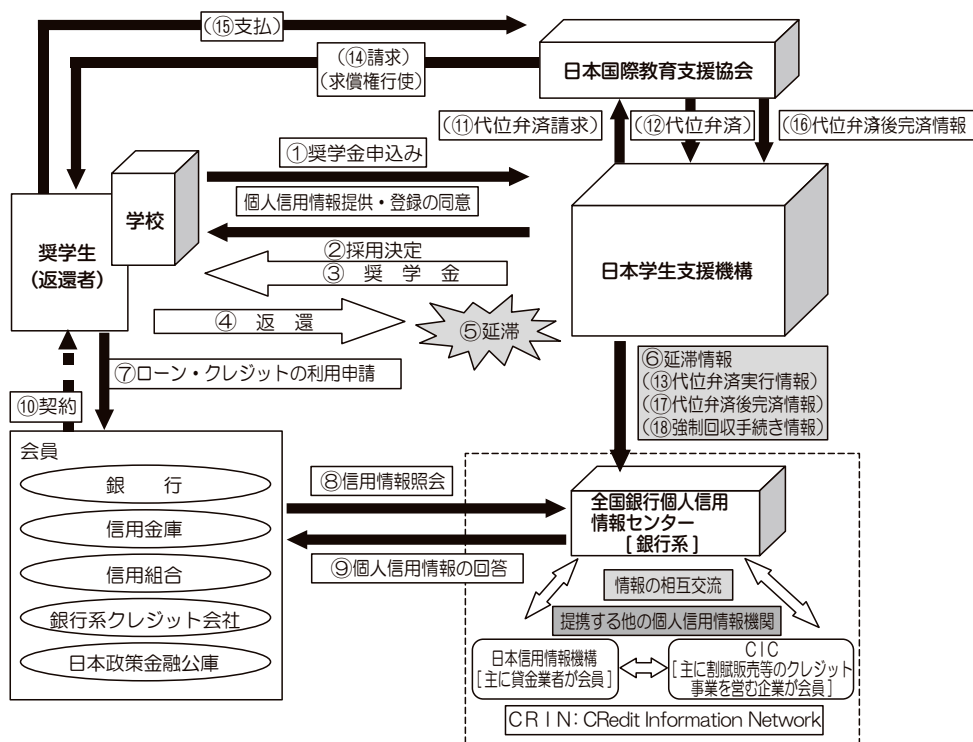 (⑮支払)
(⑭請求)
(求償権行使)
日本国際教育支援協会
(⑪代位弁済請求)
(⑫代位弁済)
(⑯代位弁済後完済情報)
①奨学金申込み
個人信用情報提供・登録の同意
学校
奨学生
(返還者)
②採用決定
③ 奨 学 金
日本学生支援機構
④ 返 還
⑤延滞
⑥延滞情報
(⑬代位弁済実行情報)
(⑰代位弁済後完済情報)
(⑱強制回収手続き情報)
⑦ローン・クレジットの利用申請
⑩契約
会員
銀 行
信用金庫
信用組合
銀行系クレジット会社
日本政策金融公庫
⑧信用情報照会
⑨個人信用情報の回答
全国銀行個人信用
情報センター
[銀行系]
情報の相互交流
提携する他の個人信用情報機関
日本信用情報機構
[主に貸金業者が会員]
CIC
[主に割賦販売等のクレジット
事業を営む企業が会員]
CRIN: CRedit Information Network